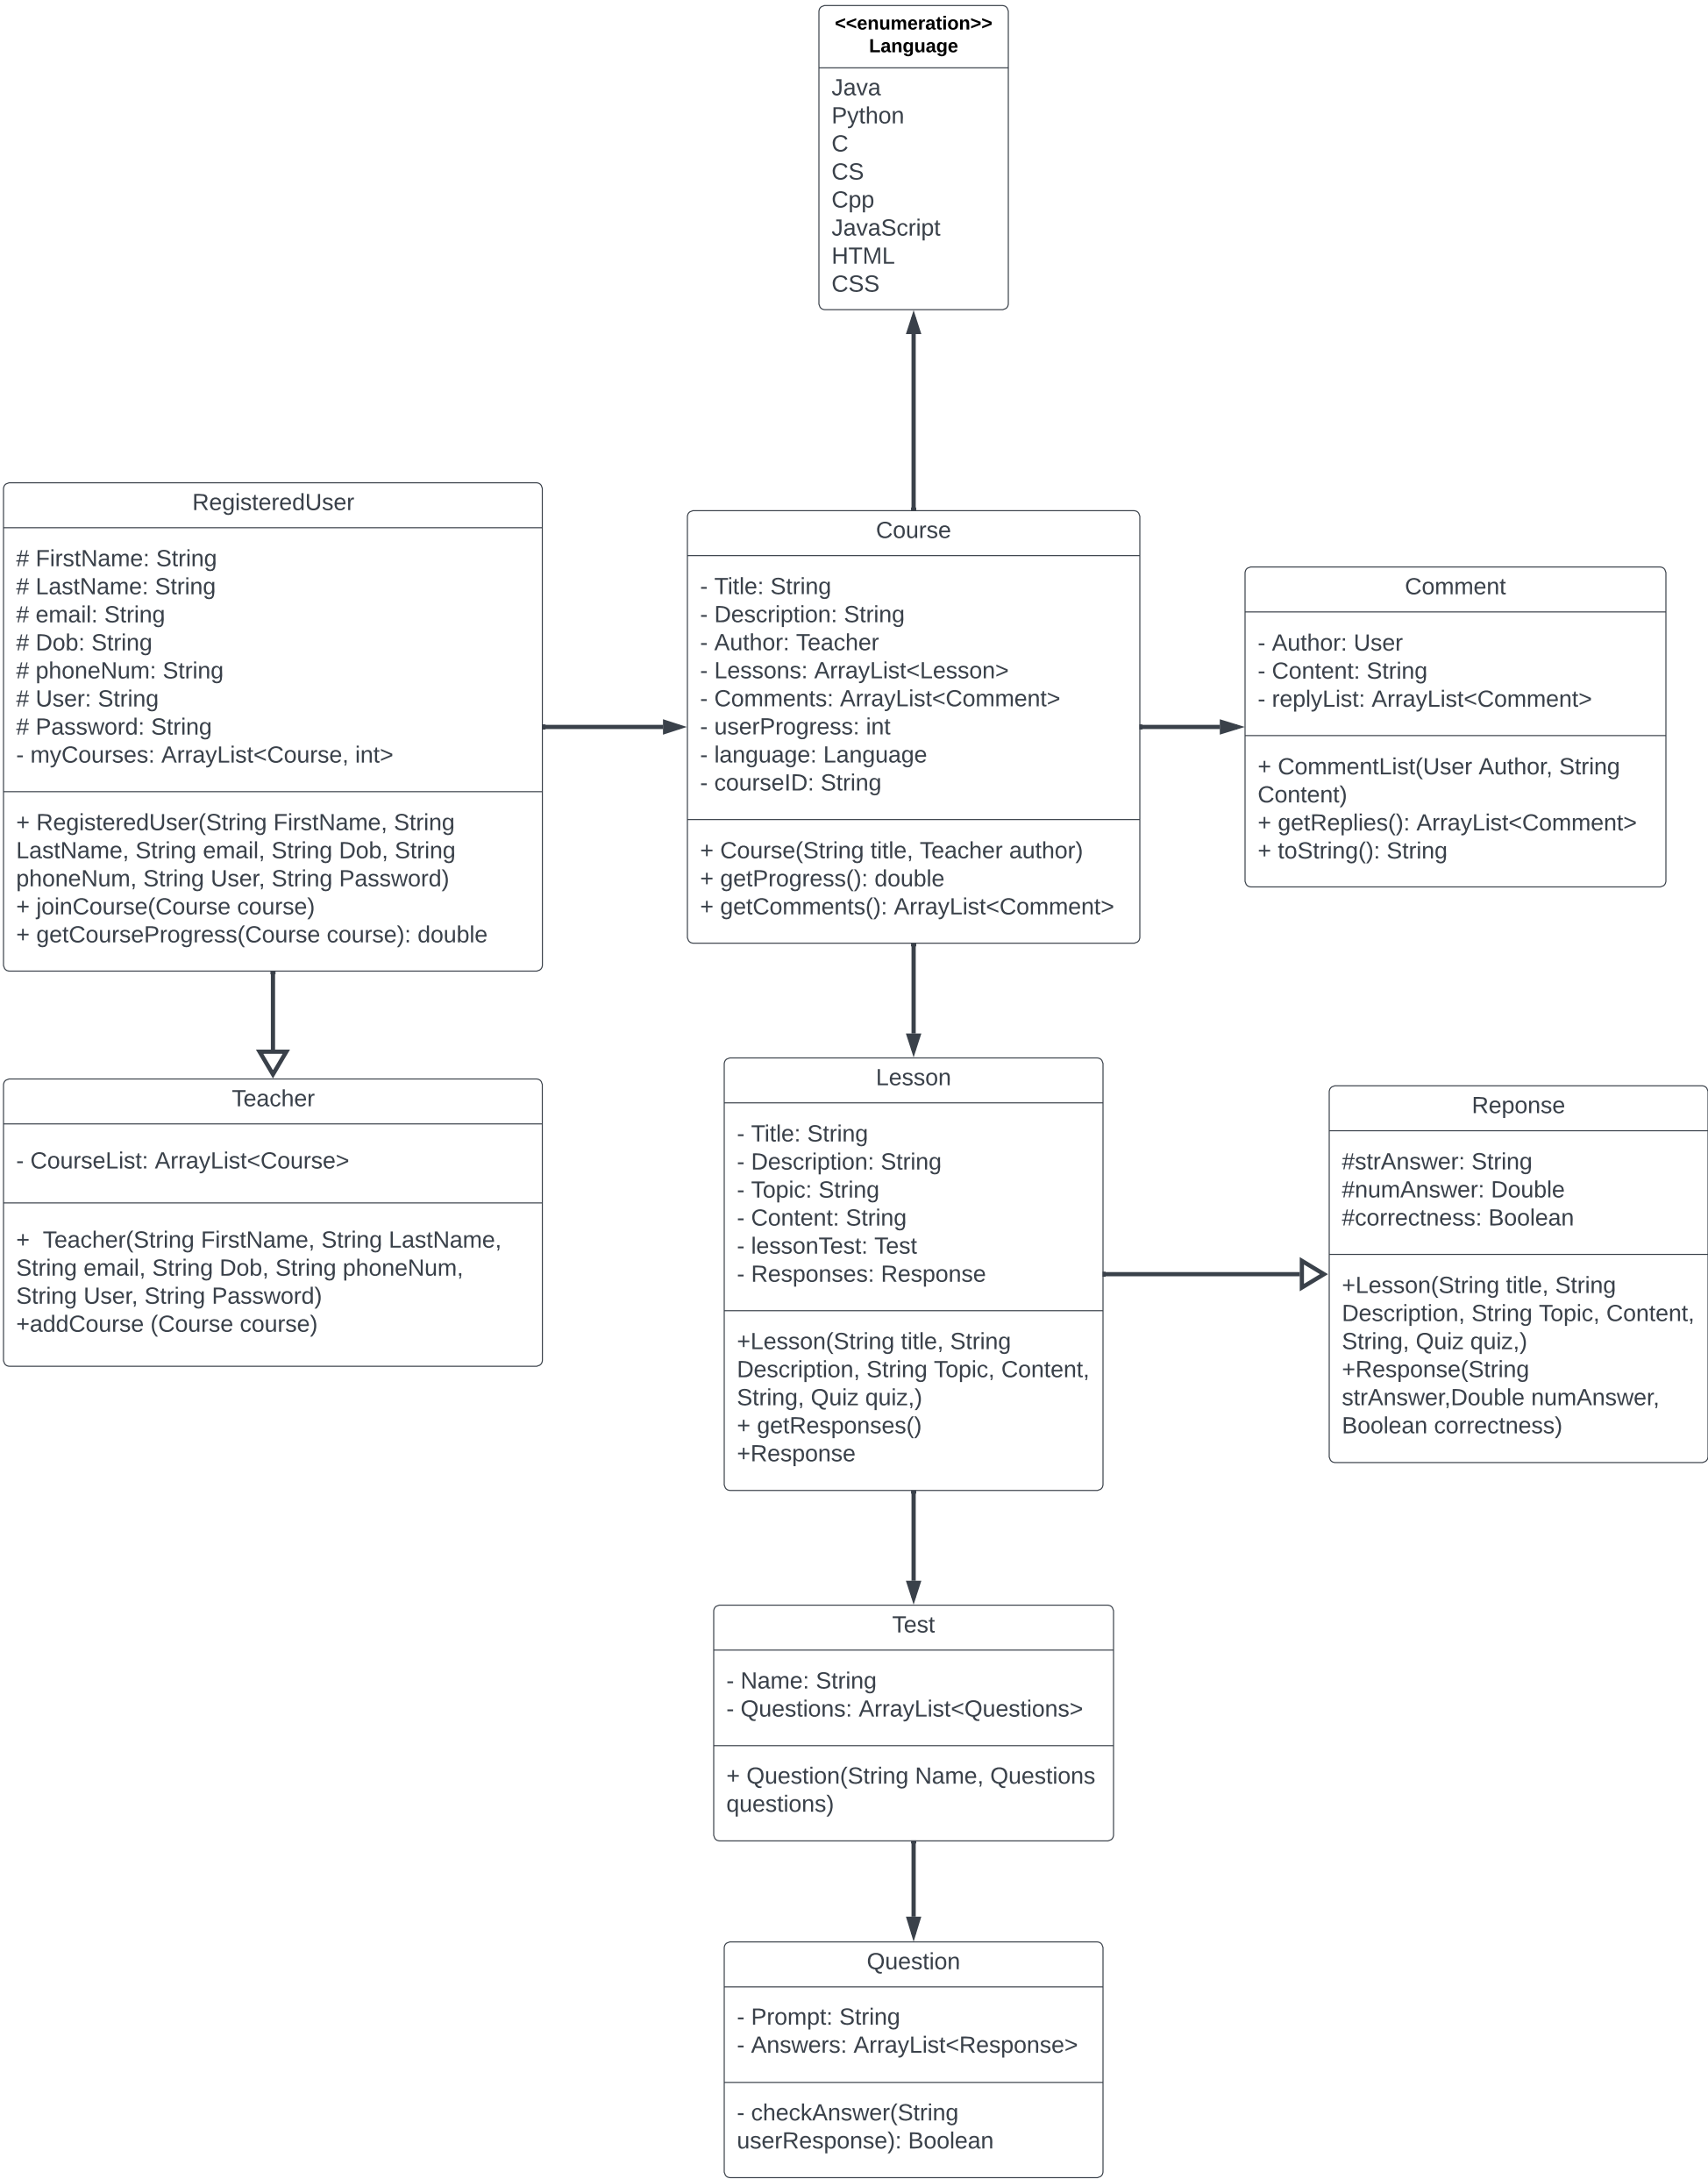 <<enumeration>>
Language
Java
Python
C
CS
Cpp
JavaScript
HTML
CSS
RegisteredUser
# FirstName: String
# LastName: String
# email: String
# Dob: String
# phoneNum: String
# User: String
# Password: String
- myCourses: ArrayList<Course, int>
+ RegisteredUser(String FirstName, String
LastName, String email, String Dob, String
phoneNum, String User, String Password)
+ joinCourse(Course course)
+ getCourseProgress(Course course): double
Course
- Title: String
- Description: String
- Author: Teacher
- Lessons: ArrayList<Lesson>
- Comments: ArrayList<Comment>
- userProgress: int
- language: Language
- courseID: String
+ Course(String title, Teacher author)
+ getProgress(): double
+ getComments(): ArrayList<Comment>
Comment
- Author: User
- Content: String
- replyList: ArrayList<Comment>
+ CommentList(User Author, String
Content)
+ getReplies(): ArrayList<Comment>
+ toString(): String
Teacher
- CourseList: ArrayList<Course>
+  Teacher(String FirstName, String LastName,
String email, String Dob, String phoneNum,
String User, String Password)
+addCourse (Course course)
Lesson
- Title: String
- Description: String
- Topic: String
- Content: String
- lessonTest: Test
- Responses: Response
+Lesson(String title, String
Description, String Topic, Content,
String, Quiz quiz,)
+ getResponses()
+Response
Reponse
#strAnswer: String
#numAnswer: Double
#correctness: Boolean
+Lesson(String title, String
Description, String Topic, Content,
String, Quiz quiz,)
+Response(String
strAnswer,Double numAnswer,
Boolean correctness)
Test
- Name: String
- Questions: ArrayList<Questions>
+ Question(String Name, Questions
questions)
Question
- Prompt: String
- Answers: ArrayList<Response>
- checkAnswer(String
userResponse): Boolean